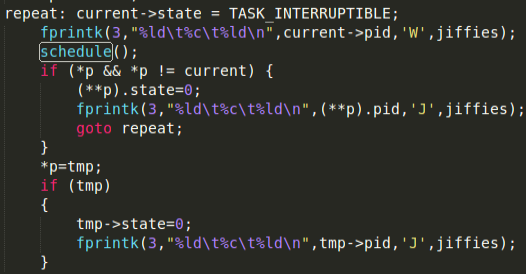 repeat: current->state = TASK_INTERRUPTIBLE;
fprintk(3,"%ld\t%c\t%ld\n",current->pid,'W',jiffies);
schedule();
if (*p && *p != current) {
(**p).state=0;
fprintk(3,"%ld\t%c\t%ld\n",(**p).pid,'J',jiffies);
goto repeat;
}
*p=tmp;
if (tmp)
{
tmp->state=0;
fprintk(3,"%ld\t%c\t%ld\n",tmp->pid,'J',jiffies);
}